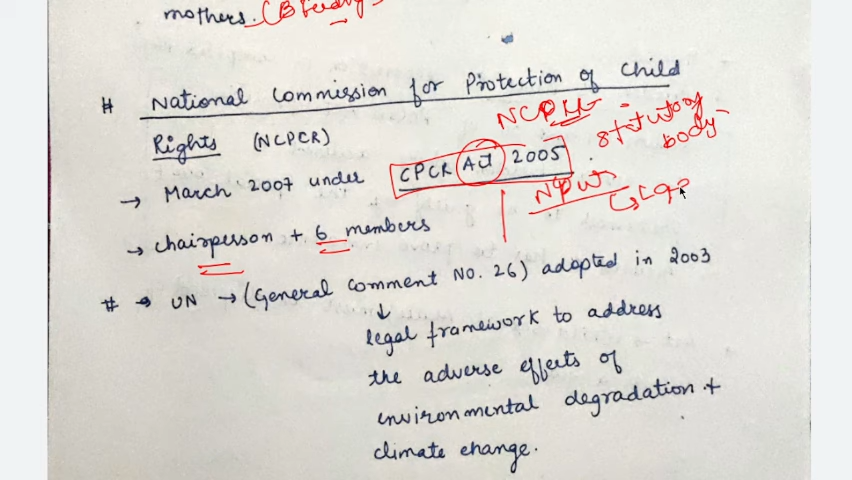 mothers. (B feeding)
# National Commission for Protection of Child
Rights (NCPCR)
NCPCR
statutory
body
→ March 2007 under CPCR Act 2005
→ chairperson + 6 members
# → UN → (General Comment No. 26) adopted in 2003
↓
legal framework to address
the adverse effects of
environmental degradation +
climate change.